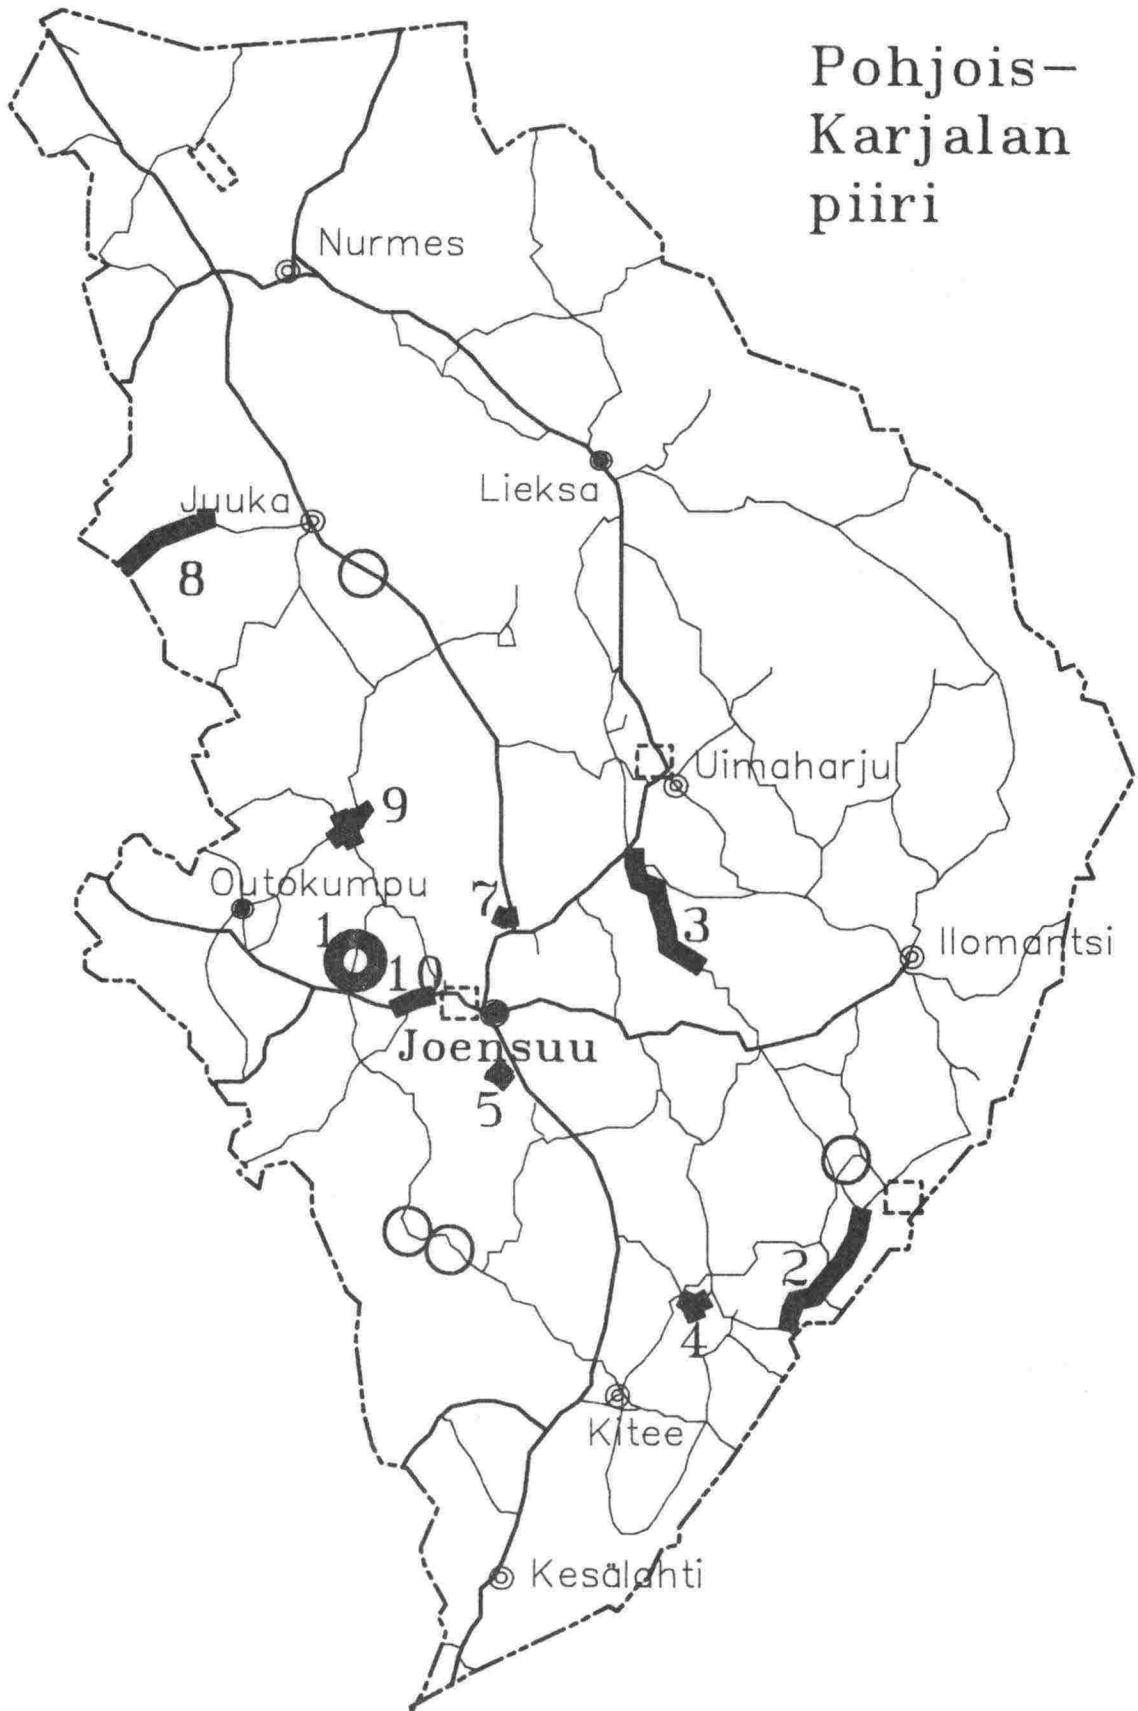 Pohjois–
Karjalan
piiri
Nurmes
Lieksa
Juuka
8
Uimaharju
9
Outokumpu
7
1
3
Ilomantsi
10
Joensuu
5
2
4
Kitee
Kesälahti